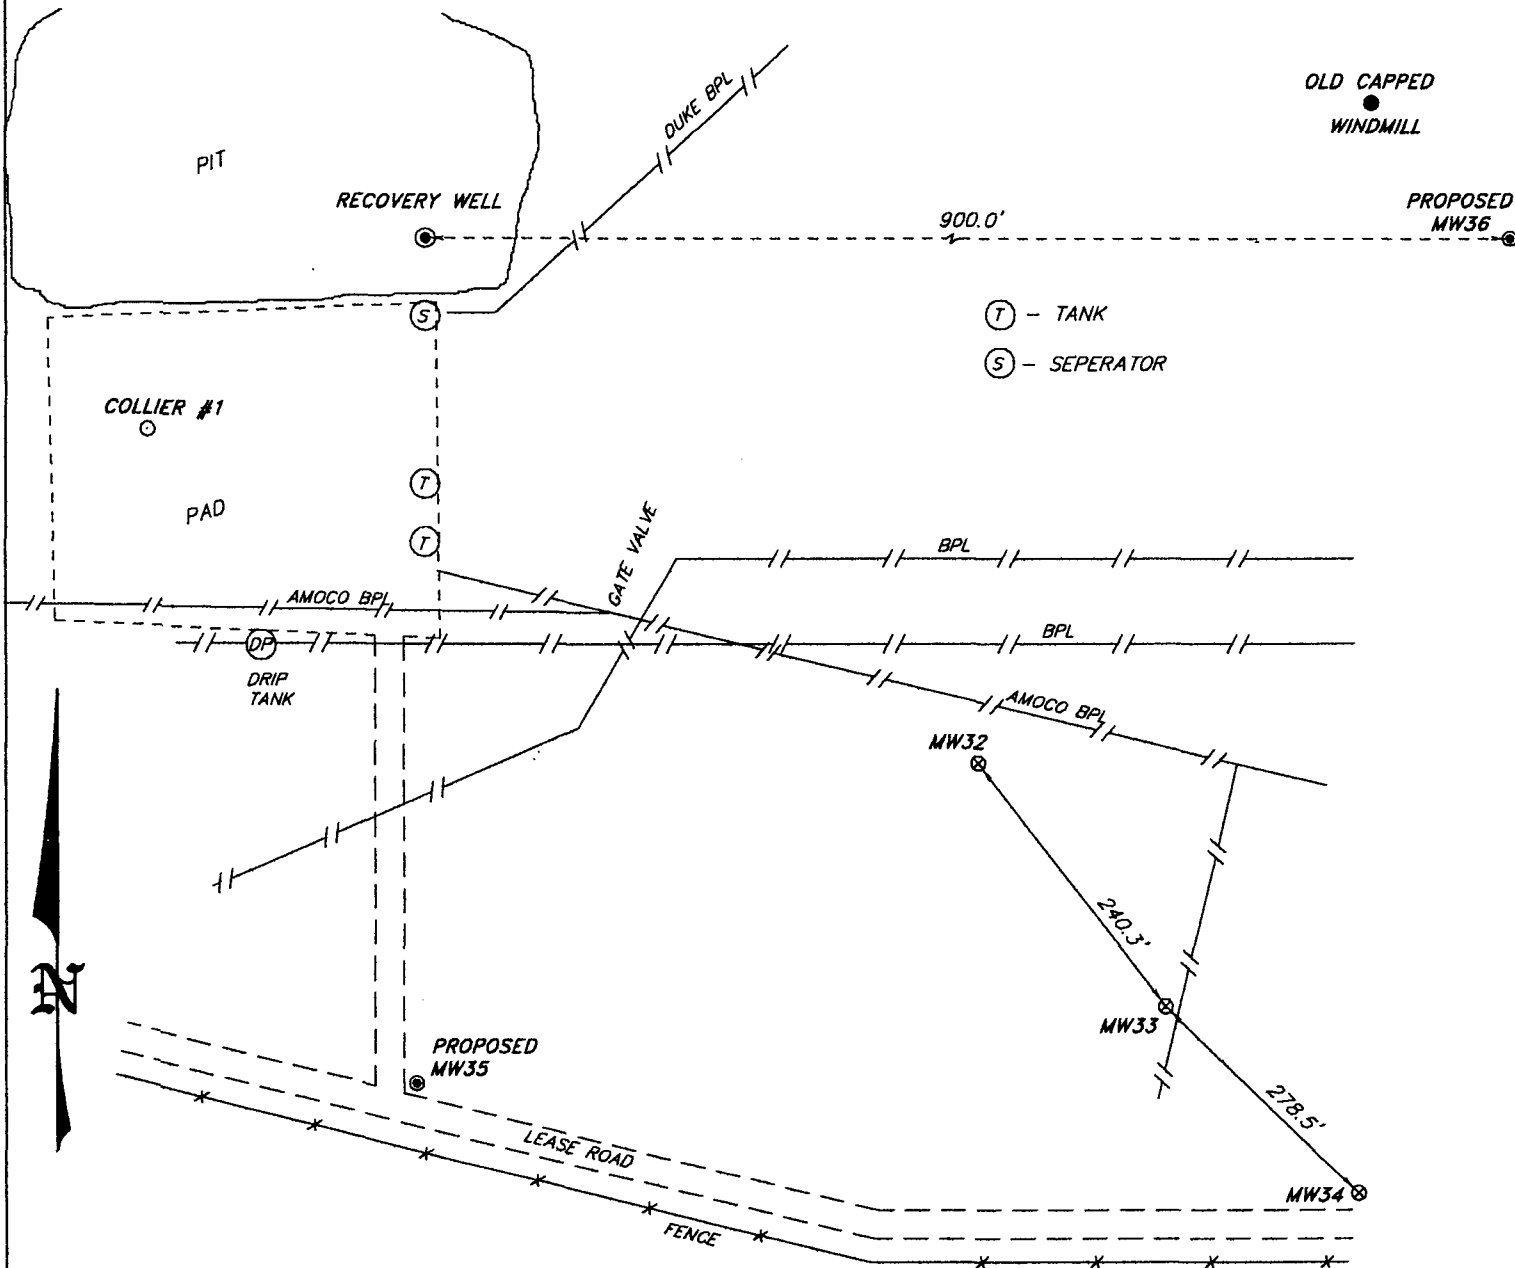 OLD CAPPED
WINDMILL
DUKE BPL
PIT
RECOVERY WELL
900.0'
PROPOSED
MW36
S
T - TANK
S - SEPERATOR
COLLIER #1
T
PAD
T
GATE VALVE
BPL
AMOCO BPL
BPL
DP
DRIP
TANK
AMOCO BPL
MW32
240.3'
N
MW33
PROPOSED
MW35
278.5'
LEASE ROAD
MW34
FENCE